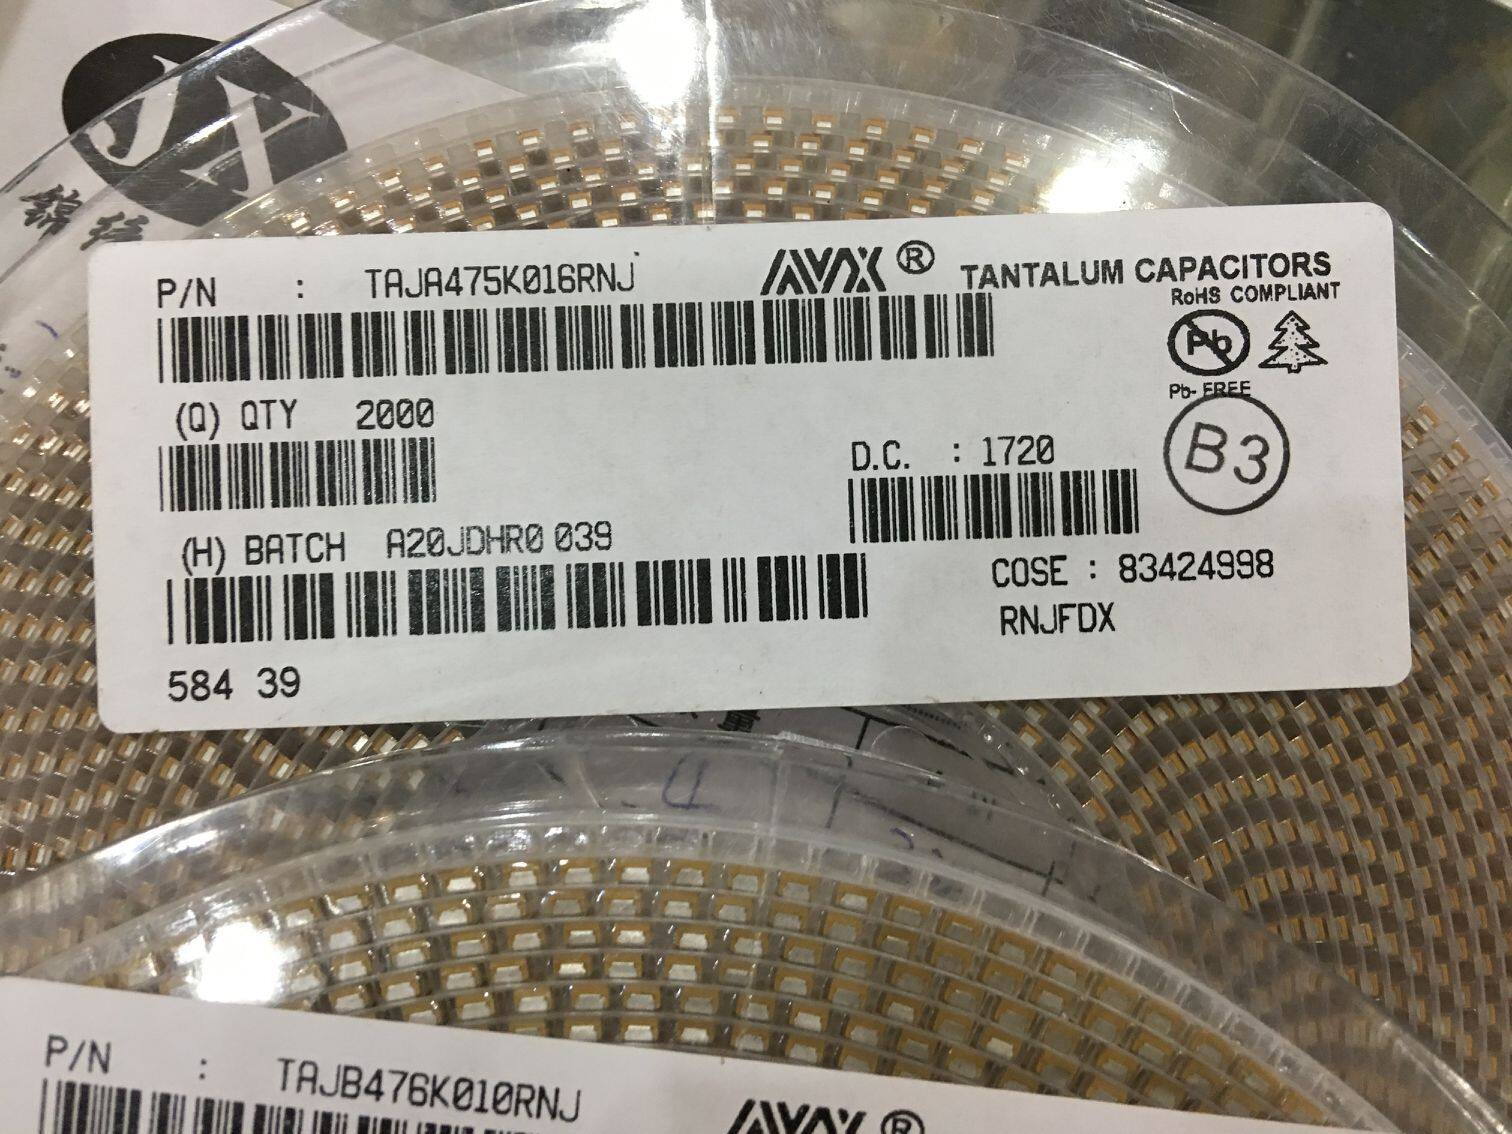 P/N : TAJA475K016RNJ AVX ® TANTALUM CAPACITORS
RoHS COMPLIANT
Pb
Pb-FREE
(Q) QTY 2000
B3
D.C. : 1720
(H) BATCH A20JDHR0 039
COSE : 83424998
RNJFDX
584 39
量
P/N : TAJB476K010RNJ
AVX ®